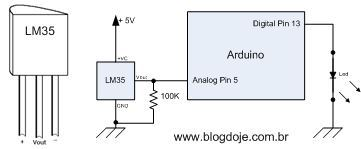 LM35
+ Vout −
+ 5V
+VC
LM35
Vout
GND
100K
Digital Pin 13
Arduino
Analog Pin 5
Led
www.blogdoje.com.br